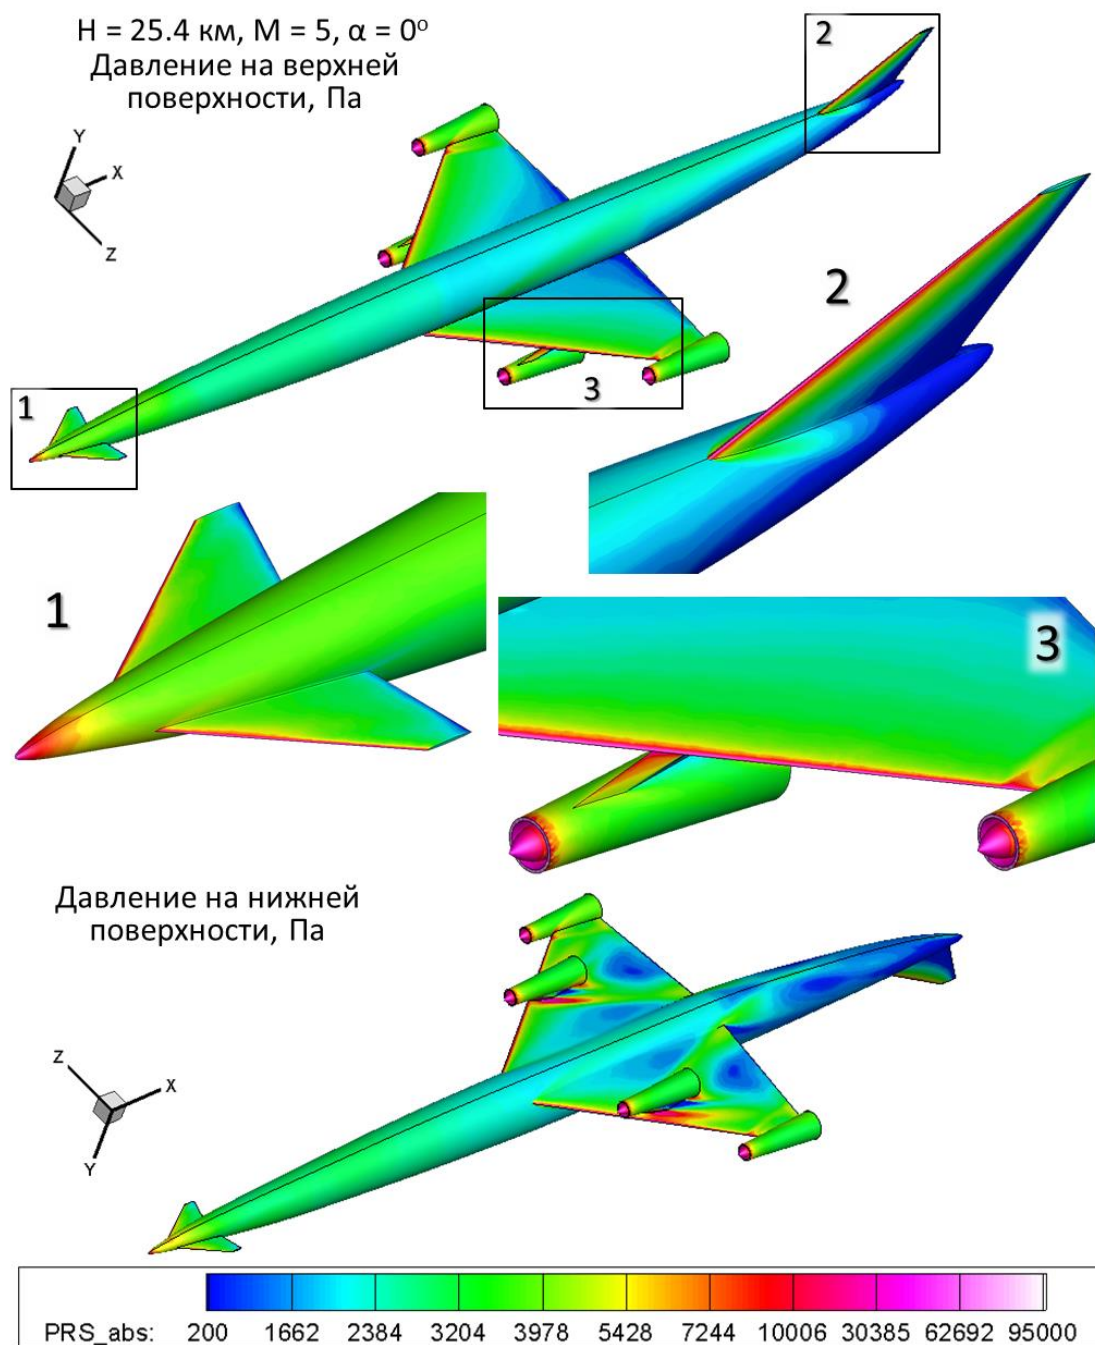 H = 25.4 км, M = 5, α = 0º
Давление на верхней
поверхности, Па
Y
X
Z
2
3
1
2
1
3
Давление на нижней
поверхности, Па
Z
X
Y
PRS_abs: 200 1662 2384 3204 3978 5428 7244 10006 30385 62692 95000